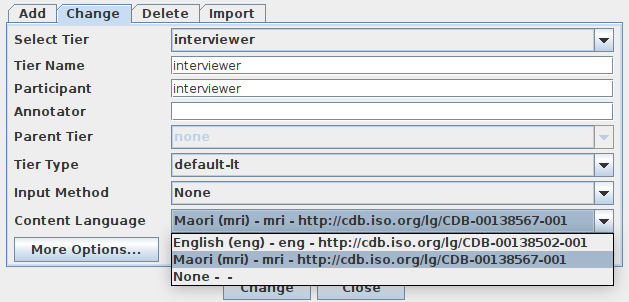 Add Change Delete Import
Select Tier interviewer
Tier Name interviewer
Participant interviewer
Annotator
Parent Tier none
Tier Type default-lt
Input Method None
Content Language Maori (mri) - mri - http://cdb.iso.org/lg/CDB-00138567-001
English (eng) - eng - http://cdb.iso.org/lg/CDB-00138502-001
More Options... Maori (mri) - mri - http://cdb.iso.org/lg/CDB-00138567-001
None - -
Change Close